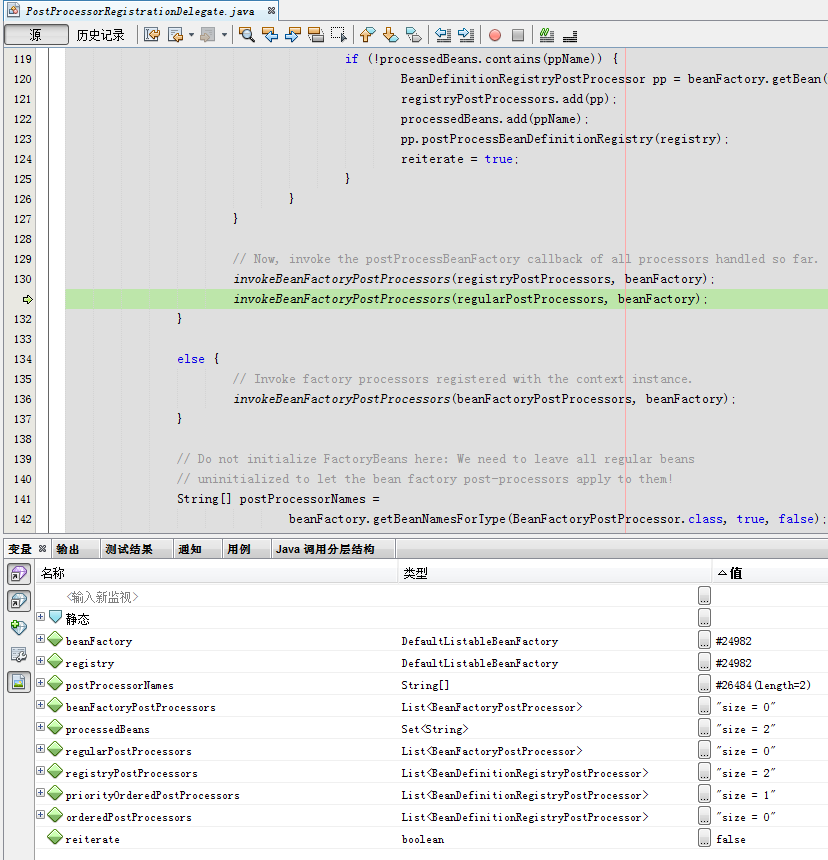 PostProcessorRegistrationDelegate.java
源 历史记录
119 if (!processedBeans.contains(ppName)) {
120 BeanDefinitionRegistryPostProcessor pp = beanFactory.getBean(
121 registryPostProcessors.add(pp);
122 processedBeans.add(ppName);
123 pp.postProcessBeanDefinitionRegistry(registry);
124 reiterate = true;
125 }
126 }
127 }
128
129 // Now, invoke the postProcessBeanFactory callback of all processors handled so far.
130 invokeBeanFactoryPostProcessors(registryPostProcessors, beanFactory);
invokeBeanFactoryPostProcessors(regularPostProcessors, beanFactory);
132 }
133
134 else {
135 // Invoke factory processors registered with the context instance.
136 invokeBeanFactoryPostProcessors(beanFactoryPostProcessors, beanFactory);
137 }
138
139 // Do not initialize FactoryBeans here: We need to leave all regular beans
140 // uninitialized to let the bean factory post-processors apply to them!
141 String[] postProcessorNames =
142 beanFactory.getBeanNamesForType(BeanFactoryPostProcessor.class, true, false);
变量 输出 测试结果 通知 用例 Java 调用分层结构
名称 类型 值
<输入新监视> ...
静态 ...
beanFactory DefaultListableBeanFactory ... #24982
registry DefaultListableBeanFactory ... #24982
postProcessorNames String[] ... #26484(length=2)
beanFactoryPostProcessors List<BeanFactoryPostProcessor> ... "size = 0"
processedBeans Set<String> ... "size = 2"
regularPostProcessors List<BeanFactoryPostProcessor> ... "size = 0"
registryPostProcessors List<BeanDefinitionRegistryPostProcessor> ... "size = 2"
priorityOrderedPostProcessors List<BeanDefinitionRegistryPostProcessor> ... "size = 1"
orderedPostProcessors List<BeanDefinitionRegistryPostProcessor> ... "size = 0"
reiterate boolean ... false